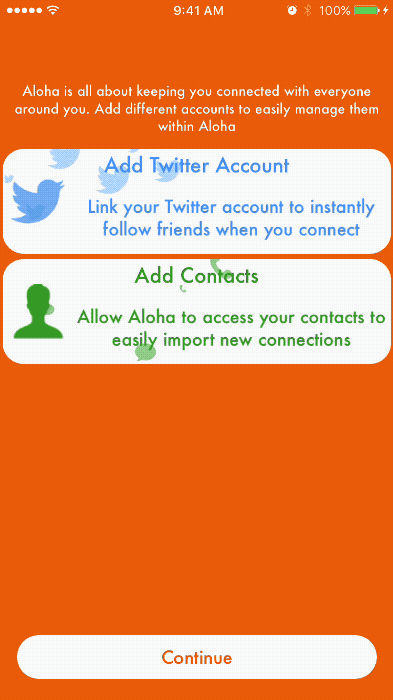 9:41 AM 100%
Aloha is all about keeping you connected with everyone
around you. Add different accounts to easily manage them
within Aloha
Add Twitter Account
Link your Twitter account to instantly
follow friends when you connect
Add Contacts
Allow Aloha to access your contacts to
easily import new connections
Continue